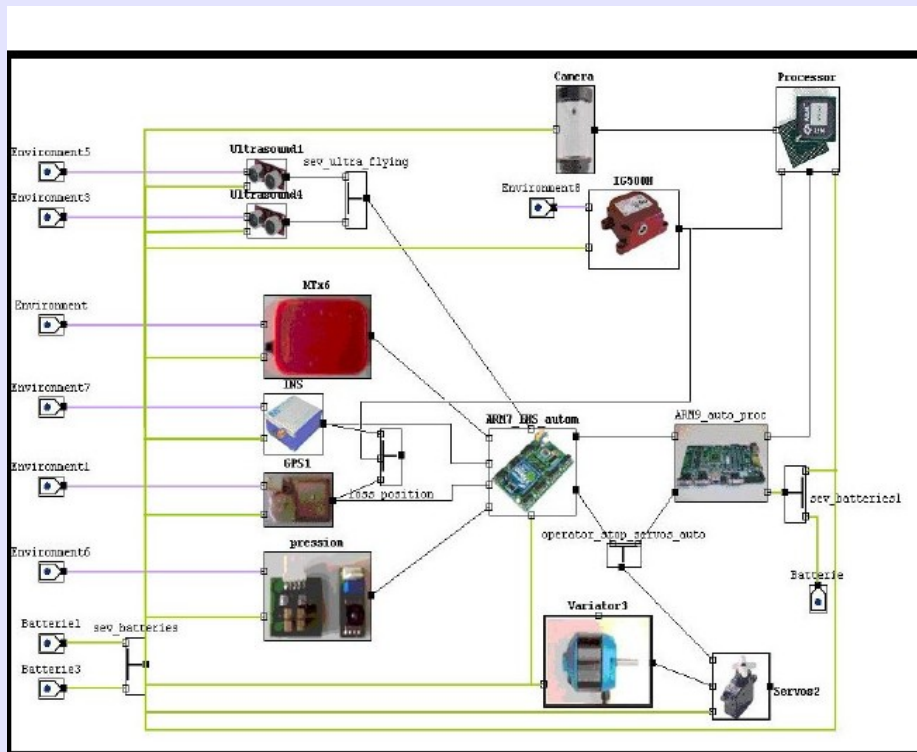 Camera
Processor
Environment5
Ultrasound1
sev_ultra_flying
Ultrasound4
Environment3
Environment8
IG500N
MTx6
Environment
INS
Environment7
ARM7_INS_autom
ARM9_auto_proc
GPS1
Environment1
loss_position
sev_batteries1
operator_stop_servos_auto
pression
Environment6
Batterie
Variator3
Batterie1
sev_batteries
Batterie3
Servos2